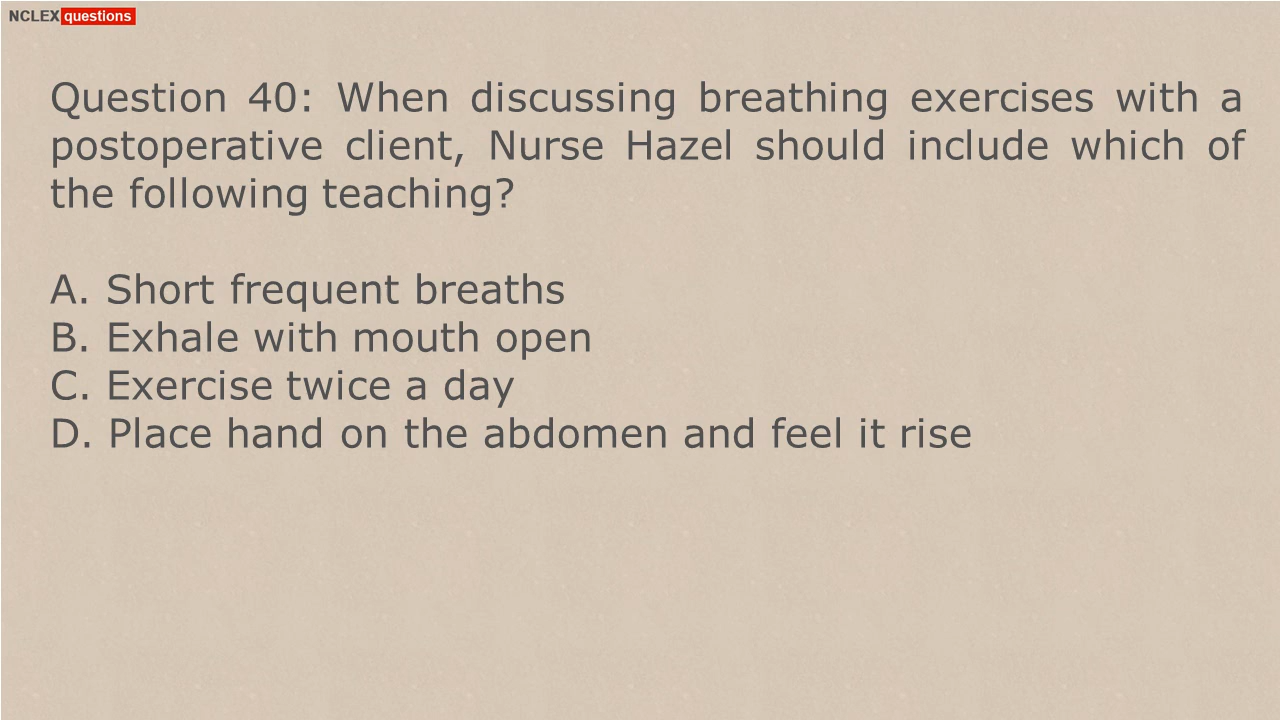 NCLEX questions
Question 40: When discussing breathing exercises with a
postoperative client, Nurse Hazel should include which of
the following teaching?
A. Short frequent breaths
B. Exhale with mouth open
C. Exercise twice a day
D. Place hand on the abdomen and feel it rise